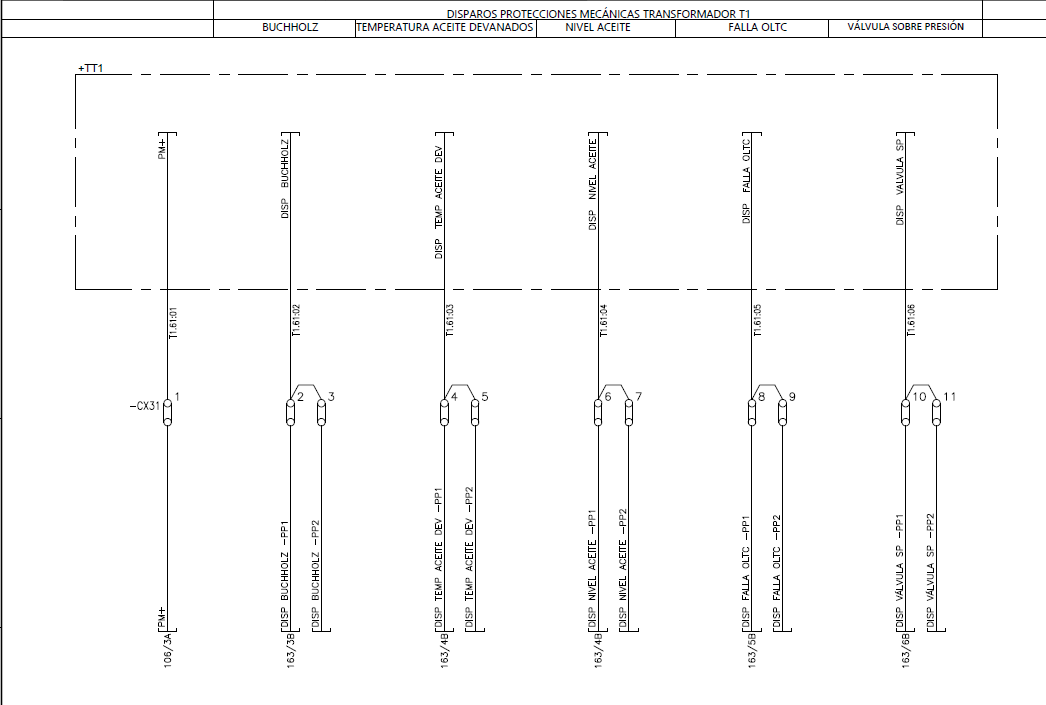 DISPAROS PROTECCIONES MECÁNICAS TRANSFORMADOR T1
BUCHHOLZ
TEMPERATURA ACEITE DEVANADOS
NIVEL ACEITE
FALLA OLTC
VÁLVULA SOBRE PRESIÓN
+TT1
PM+
DISP BUCHHOLZ
DISP TEMP ACEITE DEV
DISP NIVEL ACEITE
DISP FALLA OLTC
DISP VALVULA SP
T1.61:01
T1.61:02
T1.61:03
T1.61:04
T1.61:05
T1.61:06
-CX31
1
2
3
4
5
6
7
8
9
10
11
PM+
DISP BUCHHOLZ -PP1
DISP BUCHHOLZ -PP2
DISP TEMP ACEITE DEV -PP1
DISP TEMP ACEITE DEV -PP2
DISP NIVEL ACEITE -PP1
DISP NIVEL ACEITE -PP2
DISP FALLA OLTC -PP1
DISP FALLA OLTC -PP2
DISP VÁLVULA SP -PP1
DISP VÁLVULA SP -PP2
106/3A
163/3B
163/4B
163/4B
163/5B
163/6B